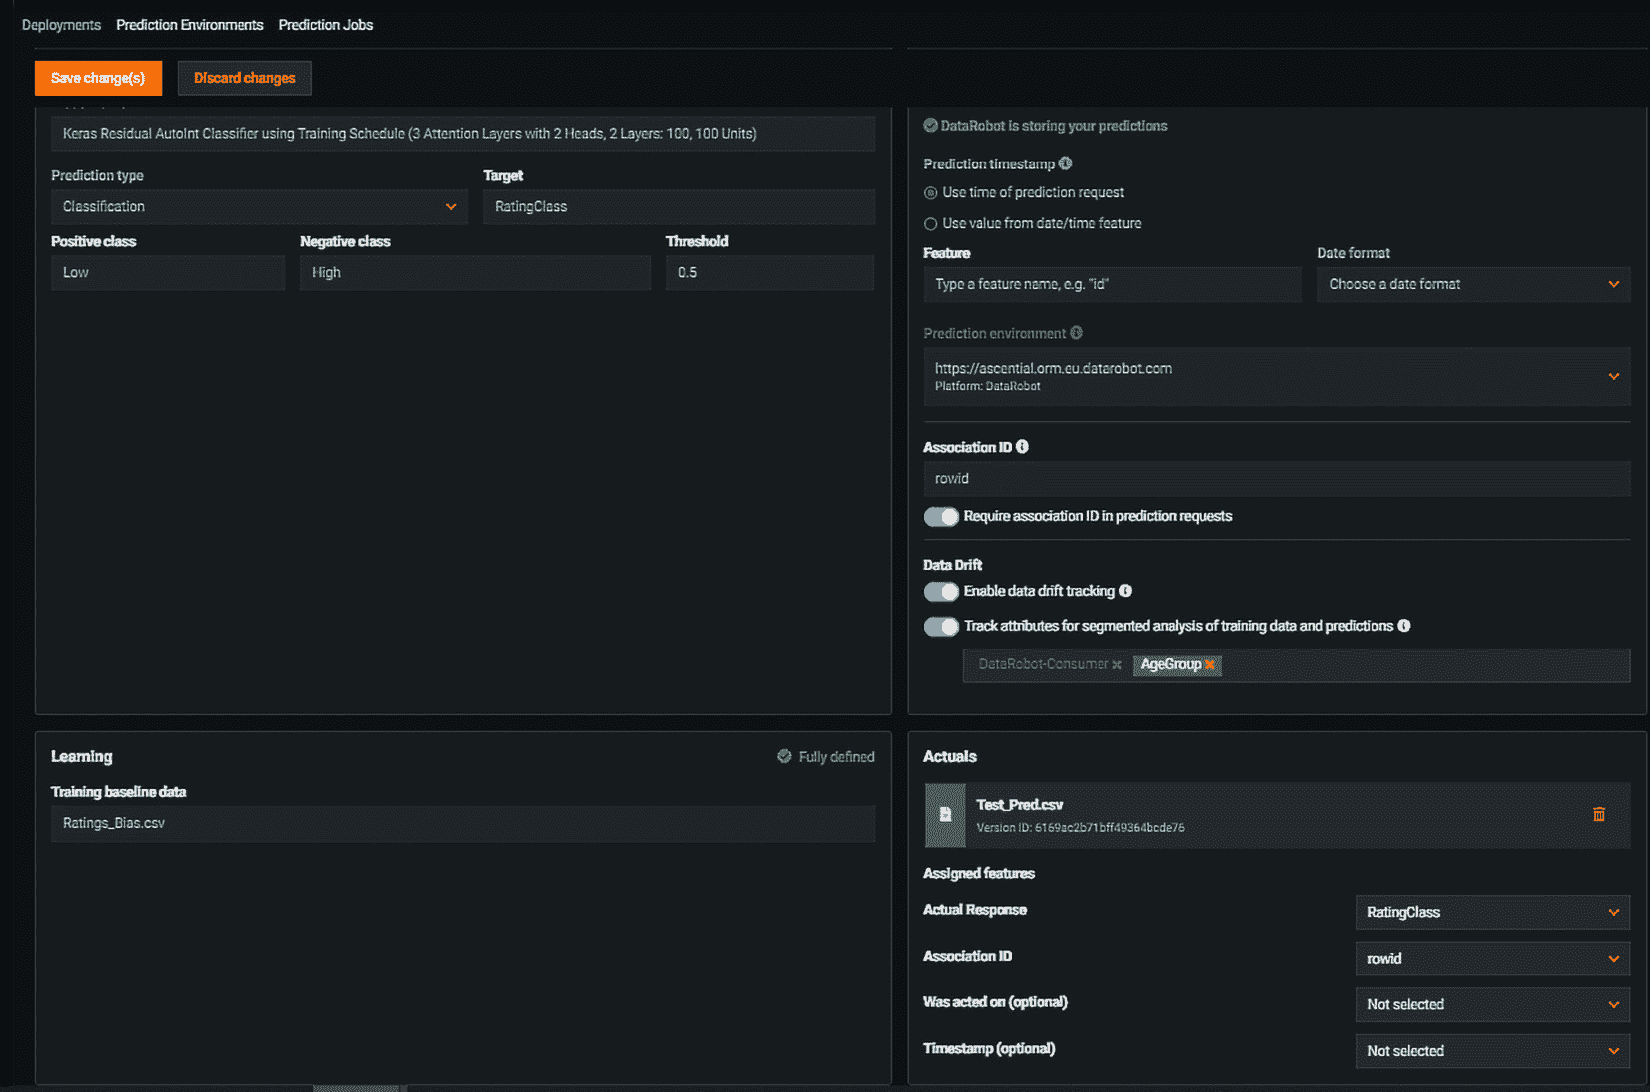 Deployments Prediction Environments Prediction Jobs
Save change(s) Discard changes
Keras Residual AutoInt Classifier using Training Schedule (3 Attention Layers with 2 Heads, 2 Layers: 100, 100 Units)
Prediction type Target
Classification RatingClass
Positive class Negative class Threshold
Low High 0.5
DataRobot is storing your predictions
Prediction timestamp
Use time of prediction request
Use value from date/time feature
Feature Date format
Type a feature name, e.g. "id" Choose a date format
Prediction environment
https://ascential.orm.eu.datarobot.com
Platform: DataRobot
Association ID
rowid
Require association ID in prediction requests
Data Drift
Enable data drift tracking
Track attributes for segmented analysis of training data and predictions
DataRobot-Consumer AgeGroup
Learning Fully defined
Training baseline data
Ratings_Bias.csv
Actuals
Test_Pred.csv
Version ID: 6169ac2b71bff49364bcde76
Assigned features
Actual Response RatingClass
Association ID rowid
Was acted on (optional) Not selected
Timestamp (optional) Not selected